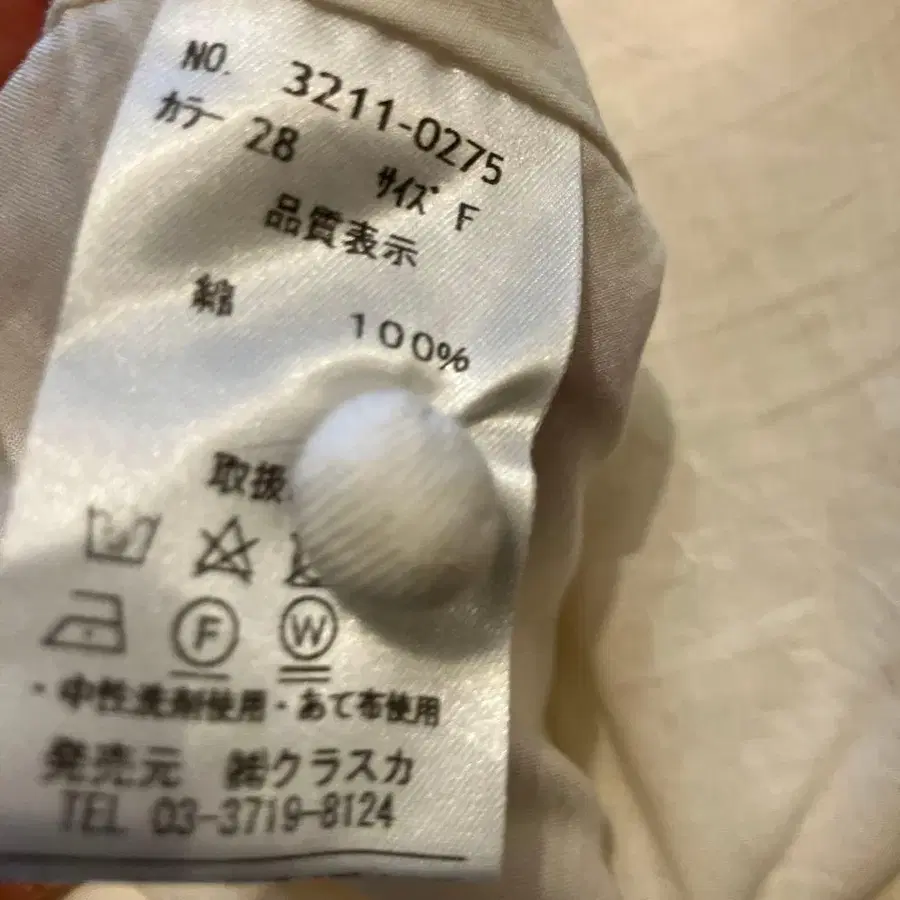 NO. 3211-0275
カラー 28 サイズ F
品質表示
綿 100%
取扱
F W
・中性洗剤使用・あて布使用
発売元 ㈱クラスカ
TEL 03-3719-8124